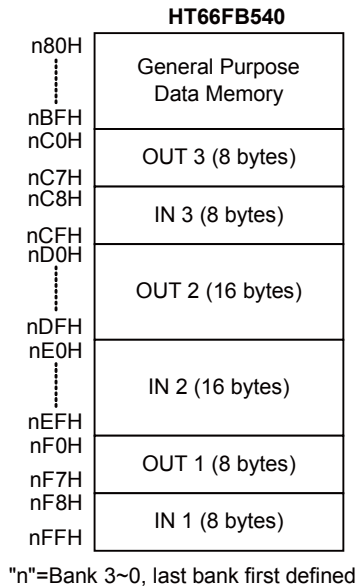 HT66FB540
n80H
General Purpose
Data Memory
nBFH
nC0H
OUT 3 (8 bytes)
nC7H
nC8H
IN 3 (8 bytes)
nCFH
nD0H
OUT 2 (16 bytes)
nDFH
nE0H
IN 2 (16 bytes)
nEFH
nF0H
OUT 1 (8 bytes)
nF7H
nF8H
IN 1 (8 bytes)
nFFH
"n"=Bank 3~0, last bank first defined